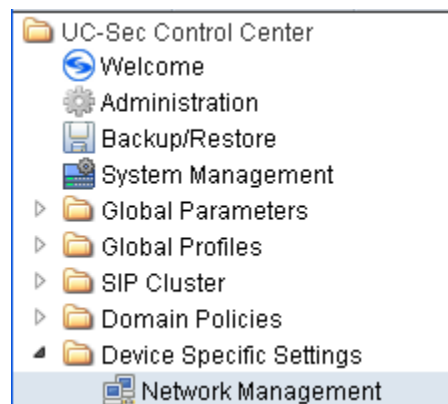 UC-Sec Control Center
Welcome
Administration
Backup/Restore
System Management
Global Parameters
Global Profiles
SIP Cluster
Domain Policies
Device Specific Settings
Network Management